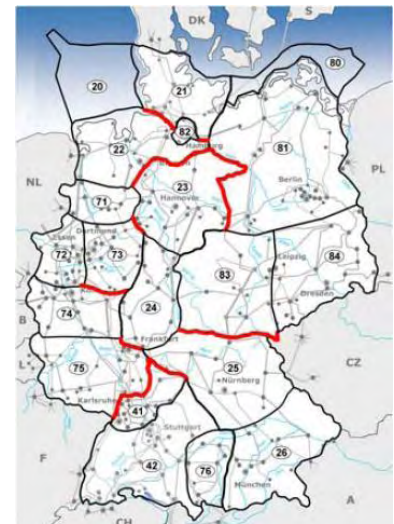 DK
S
20
21
80
82
Hamburg
22
81
NL
23
PL
Berlin
71
Hannover
Dortmund
Essen
72
73
83
Leipzig
84
Dresden
B
74
24
Frankfurt
L
75
25
CZ
Nürnberg
Karlsruhe
41
Stuttgart
F
42
76
26
München
A
CH